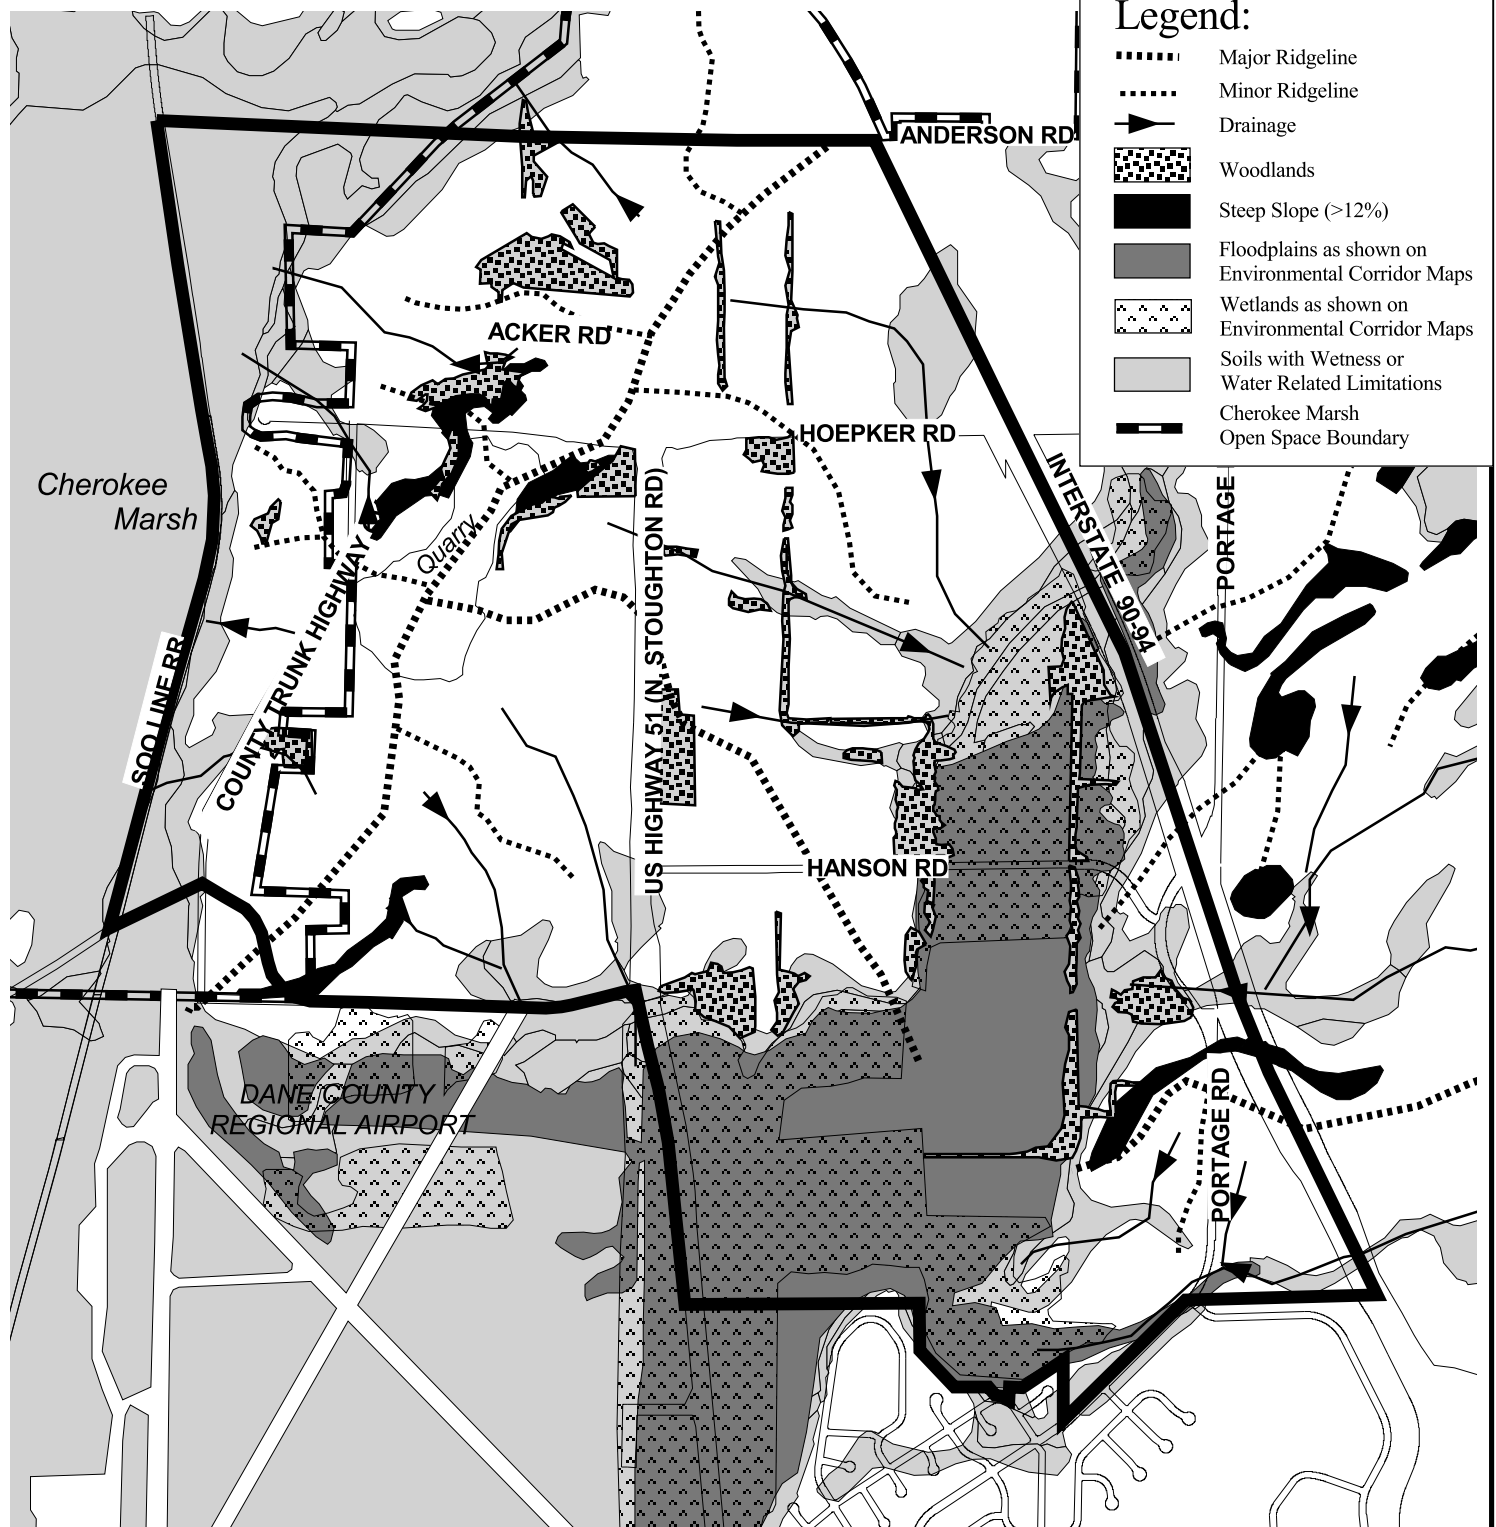 Legend:
Major Ridgeline
Minor Ridgeline
Drainage
Woodlands
Steep Slope (>12%)
Floodplains as shown on
Environmental Corridor Maps
Wetlands as shown on
Environmental Corridor Maps
Soils with Wetness or
Water Related Limitations
Cherokee Marsh
Open Space Boundary
ANDERSON RD
ACKER RD
HOEPKER RD
Cherokee
Marsh
Quarry
INTERSTATE 90-94
PORTAGE
SOO LINE RR
COUNTY TRUNK HIGHWAY
US HIGHWAY 51 (N. STOUGHTON RD)
HANSON RD
DANE COUNTY
REGIONAL AIRPORT
PORTAGE RD